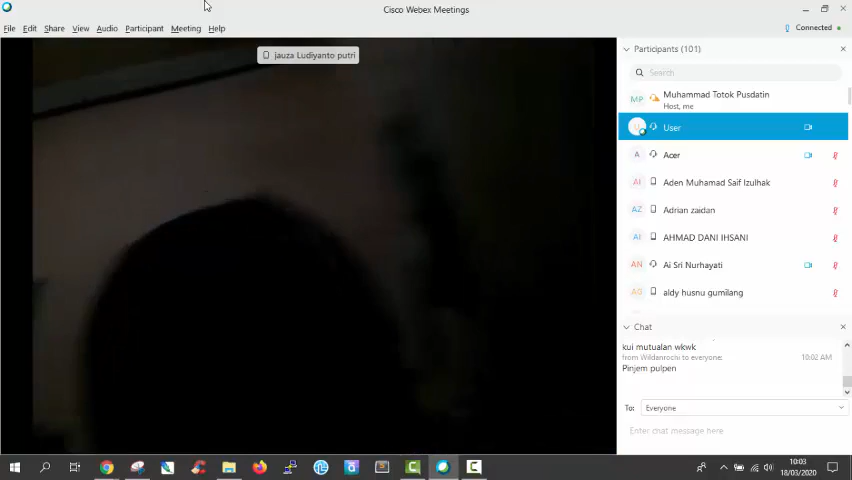 Cisco Webex Meetings
File Edit Share View Audio Participant Meeting Help
Connected
jauza Ludiyanto putri
Participants (101)
Search
MP Muhammad Totok Pusdatin
Host, me
User
A Acer
AI Aden Muhamad Saif Izulhak
AZ Adrian zaidan
AI AHMAD DANI IHSANI
AN Ai Sri Nurhayati
AG aldy husnu gumilang
Chat
kui mutualan wkwk
from Wildanrochi to everyone: 10:02 AM
Pinjem pulpen
To: Everyone
Enter chat message here
10:03
18/03/2020